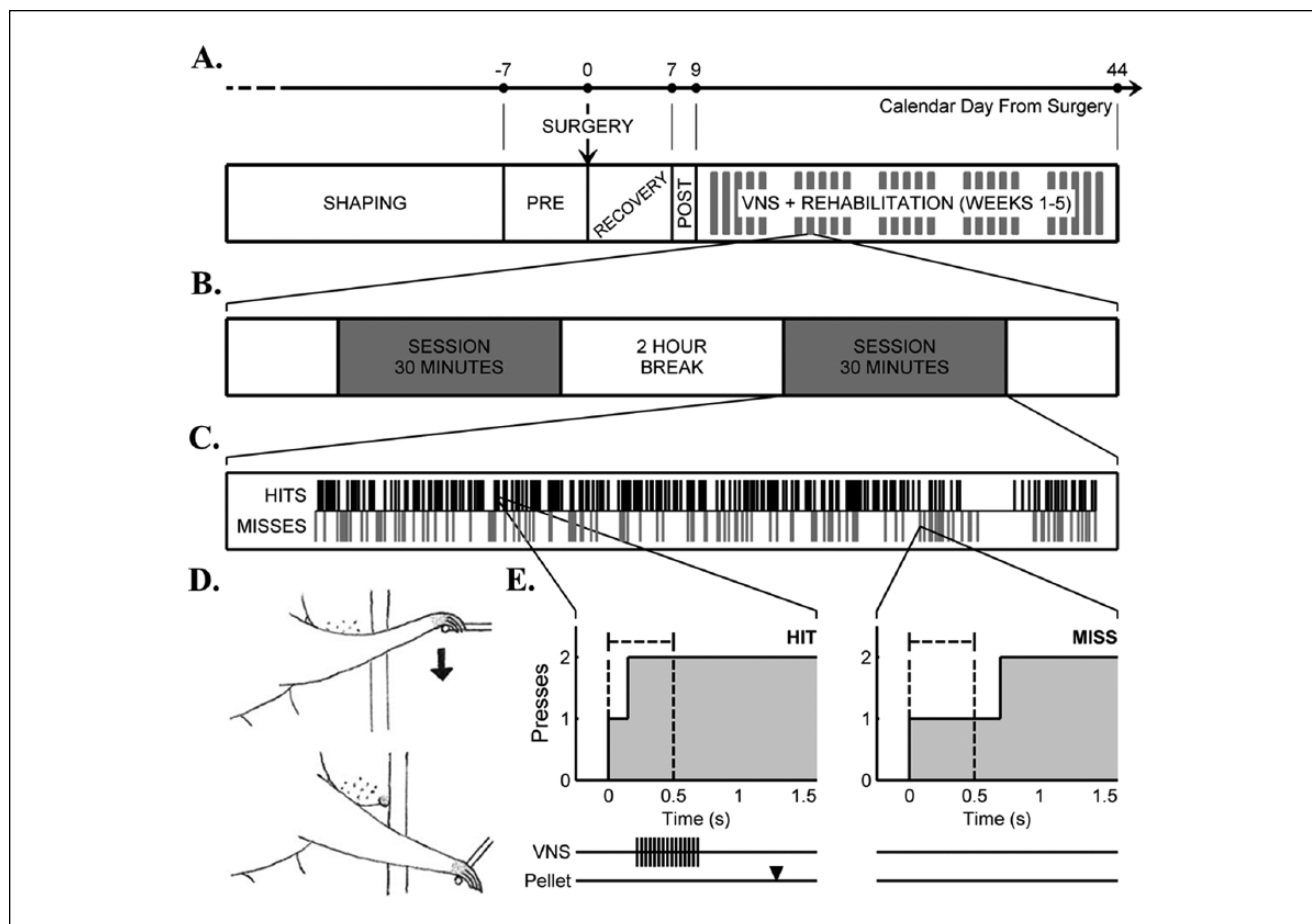 A.
-7 0 7 9 44
Calendar Day From Surgery
SURGERY
SHAPING PRE RECOVERY POST VNS + REHABILITATION (WEEKS 1-5)
B.
SESSION
30 MINUTES
2 HOUR
BREAK
SESSION
30 MINUTES
C.
HITS
MISSES
D. E.
HIT
Presses
2
1
0
0 0.5 1 1.5
Time (s)
MISS
2
1
0
0 0.5 1 1.5
Time (s)
VNS
Pellet